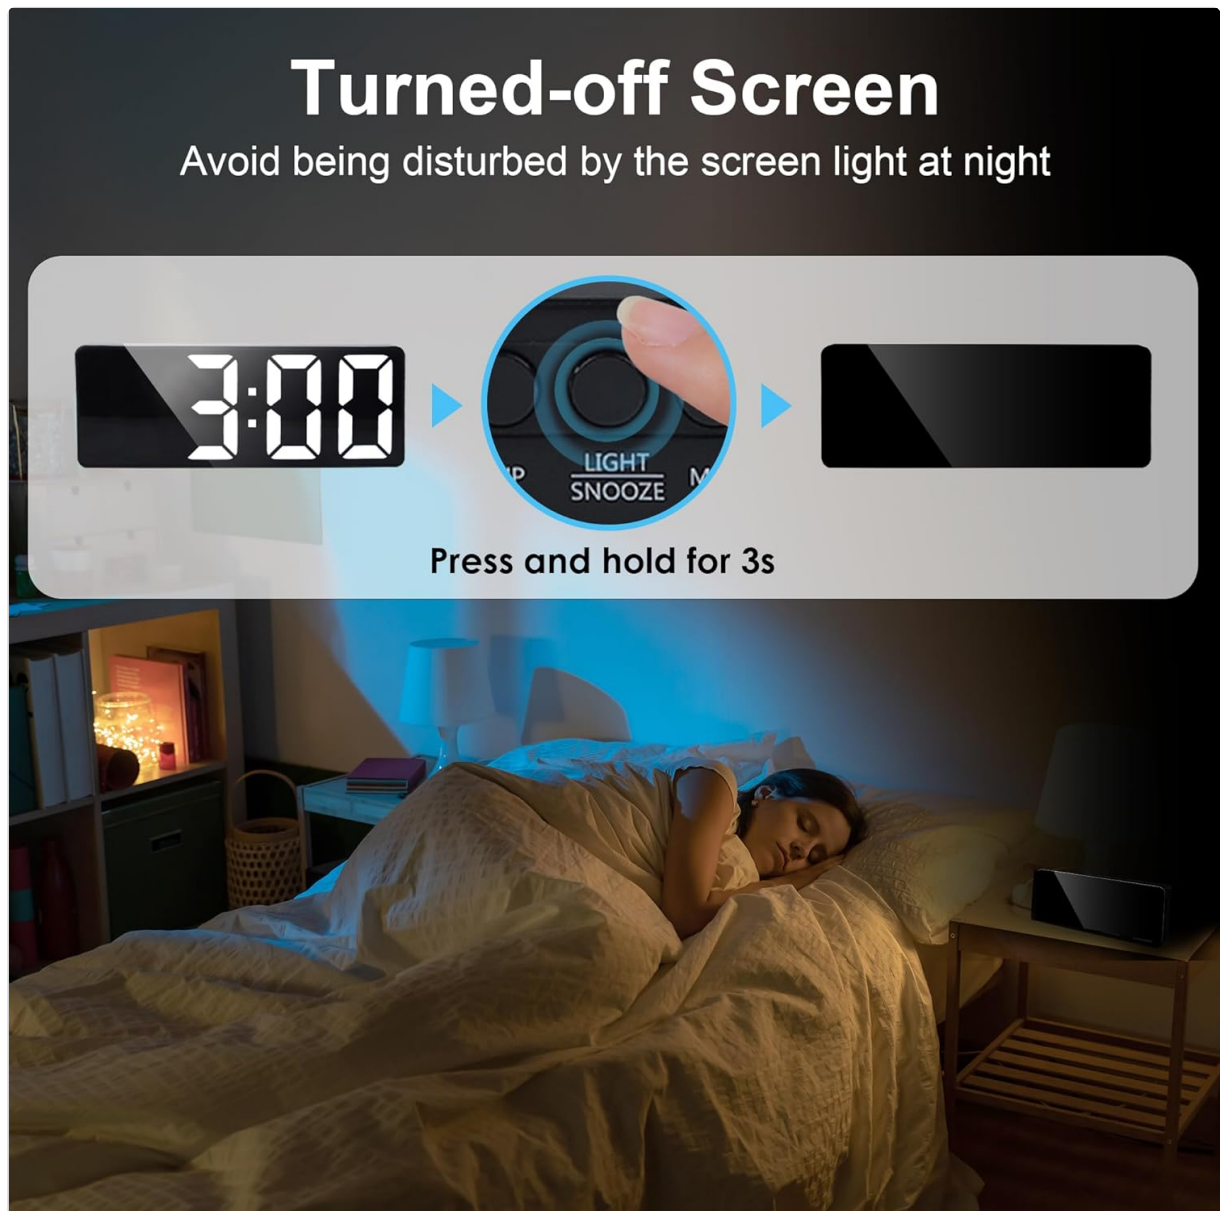 Turned-off Screen
Avoid being disturbed by the screen light at night
3:00
LIGHT
SNOOZE
Press and hold for 3s